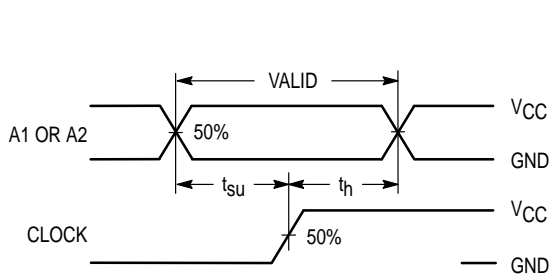 VALID
VCC
A1 OR A2
50%
GND
tsu
th
VCC
CLOCK
50%
GND